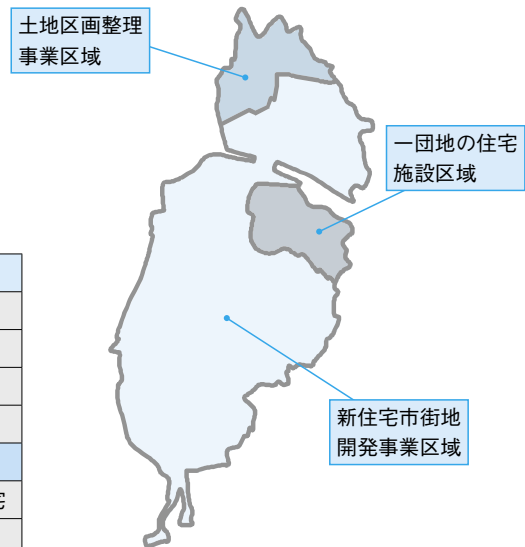 土地区画整理
事業区域
一団地の住宅
施設区域
新住宅市街地
開発事業区域
宅